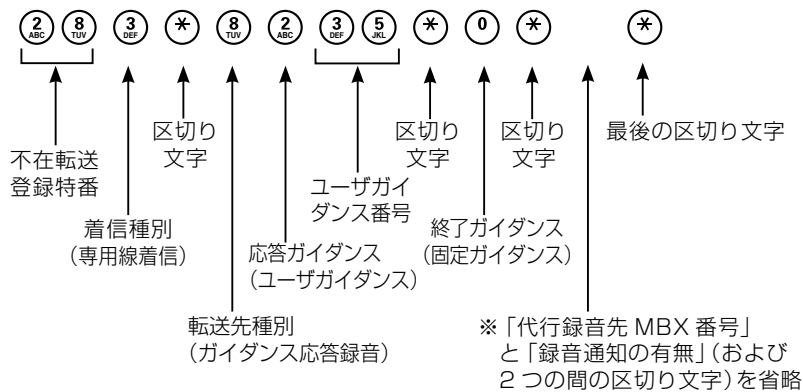 2 ABC 8 TUV 3 DEF * 8 TUV 2 ABC 3 DEF 5 JKL * 0 * *
区切り文字
区切り文字
区切り文字
最後の区切り文字
不在転送
登録特番
ユーザガイ
ダンス番号
着信種別
（専用線着信）
応答ガイダンス
（ユーザガイダンス）
終了ガイダンス
（固定ガイダンス）
転送先種別
（ガイダンス応答録音）
※「代行録音先 MBX 番号」
と「録音通知の有無」（および
2 つの間の区切り文字）を省略